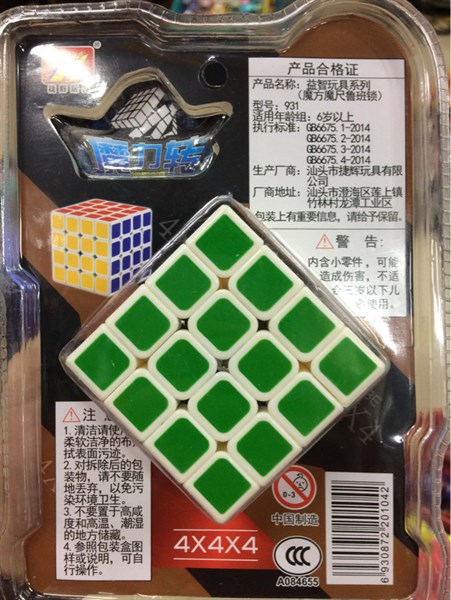 产品合格证
产品名称：益智玩具系列
（魔方魔尺鲁班锁）
型号：931
适用年龄组：6岁以上
执行标准：GB6675.1-2014
GB6675.2-2014
GB6675.3-2014
GB6675.4-2014
生产厂商：汕头市捷辉玩具有限
公司
厂商地址：汕头市澄海区莲上镇
竹林村龙潭工业区
包装上有重要信息，请给予保留。
魔力转
警 告：
内含小零件，可能
造成伤害，不适
合三岁以下儿
使用。
注
1. 清洁请使
柔软洁净的布
拭表面污迹。
2. 对拆除后的包
装物，请不要随
地丢弃，以免污
染环境卫生。
3. 不要置于高威
度和高温，潮湿
的地方储藏。
4. 参照包装盒图
样或说明，可自
行操作。
4X4X4
0-3
中国制造
CCC
A084655
6930872201042